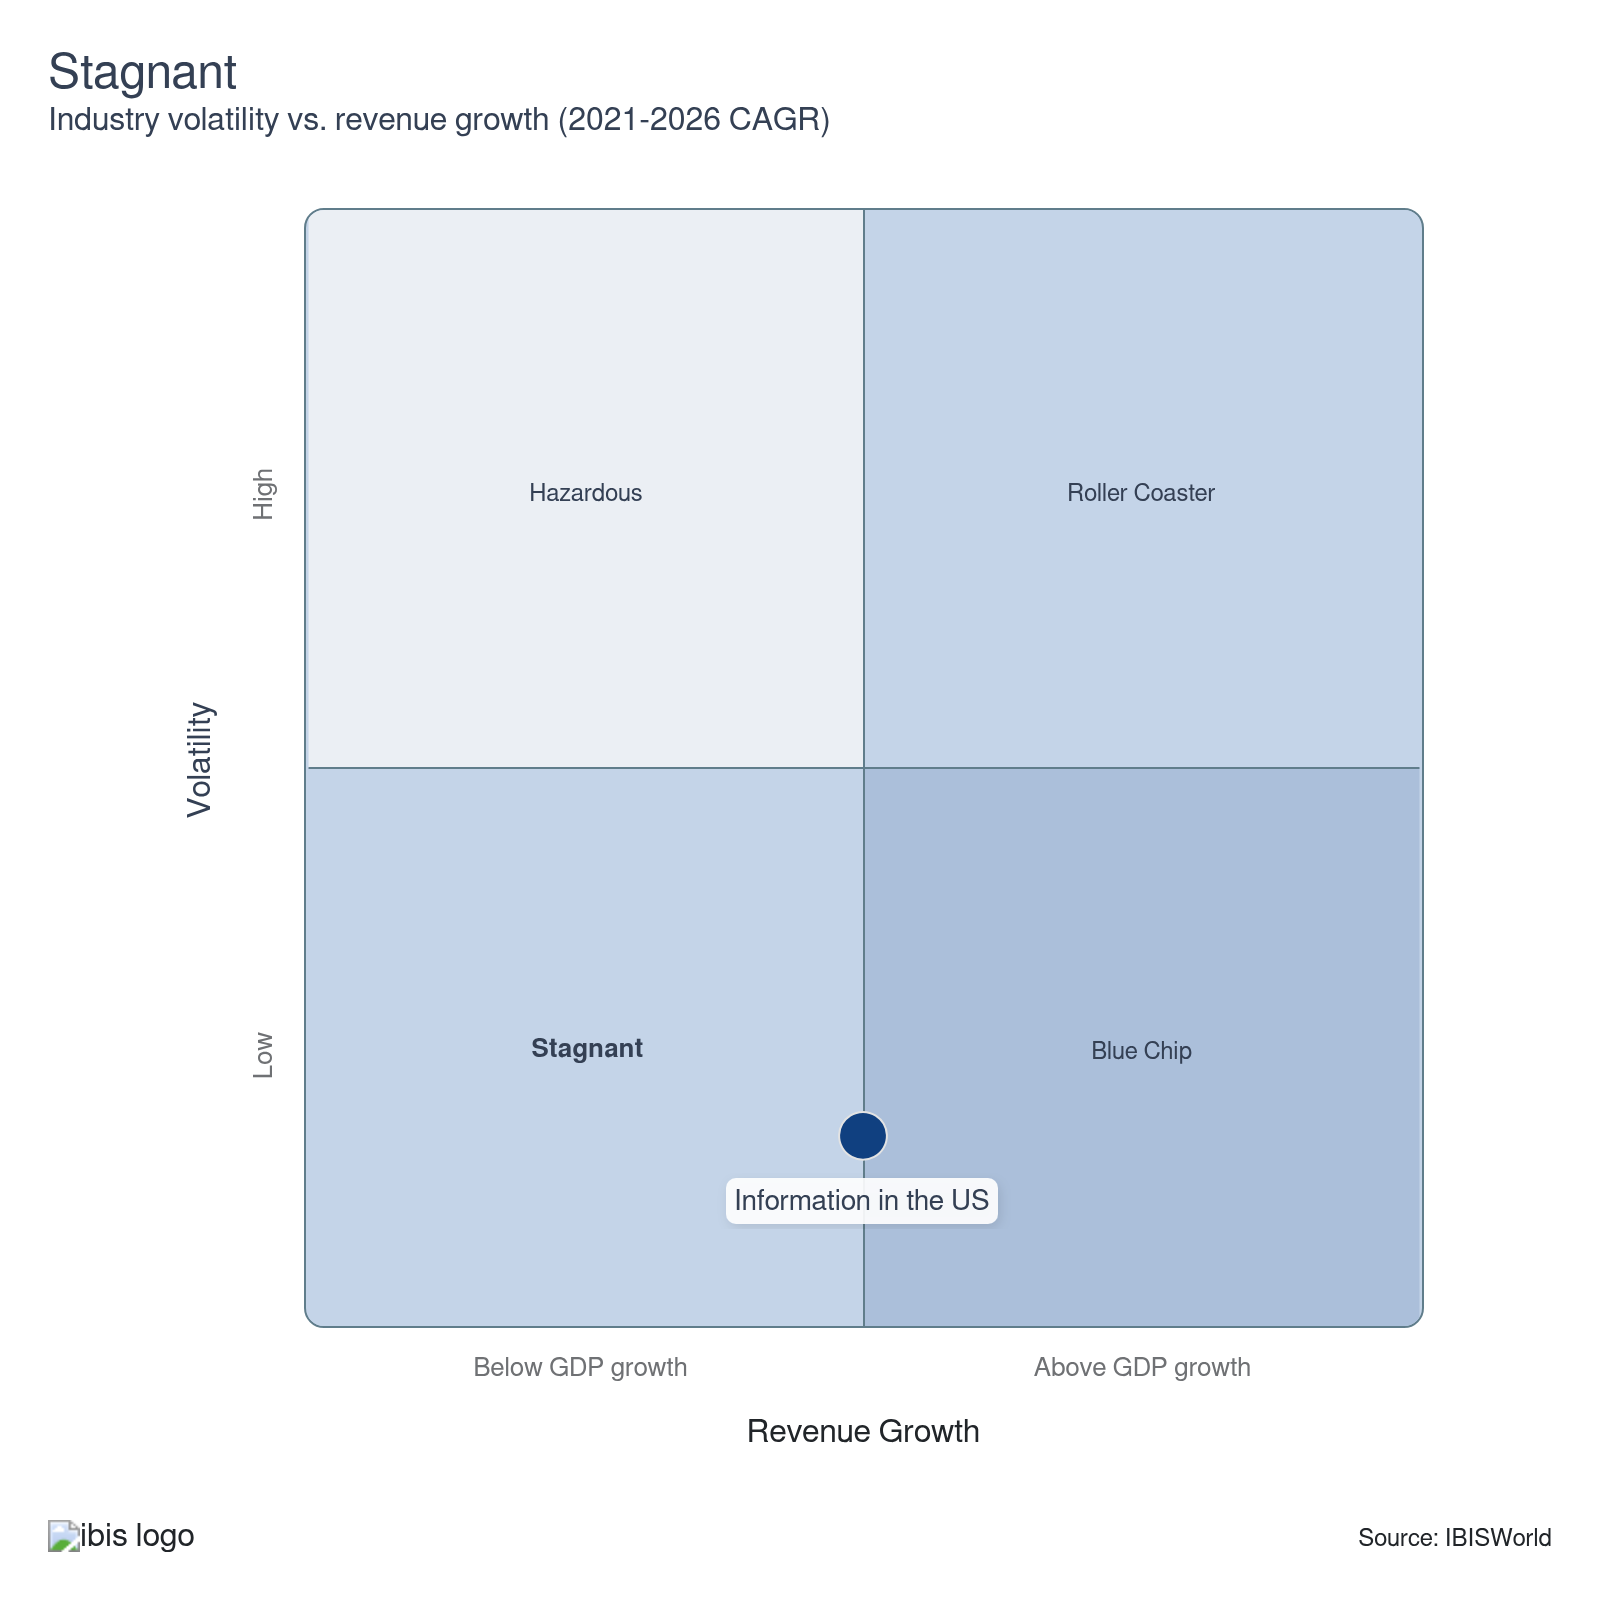 Stagnant
Industry volatility vs. revenue growth (2021-2026 CAGR)
High
Hazardous
Roller Coaster
Volatility
Low
Stagnant
Blue Chip
Information in the US
Below GDP growth
Above GDP growth
Revenue Growth
ibis logo
Source: IBISWorld